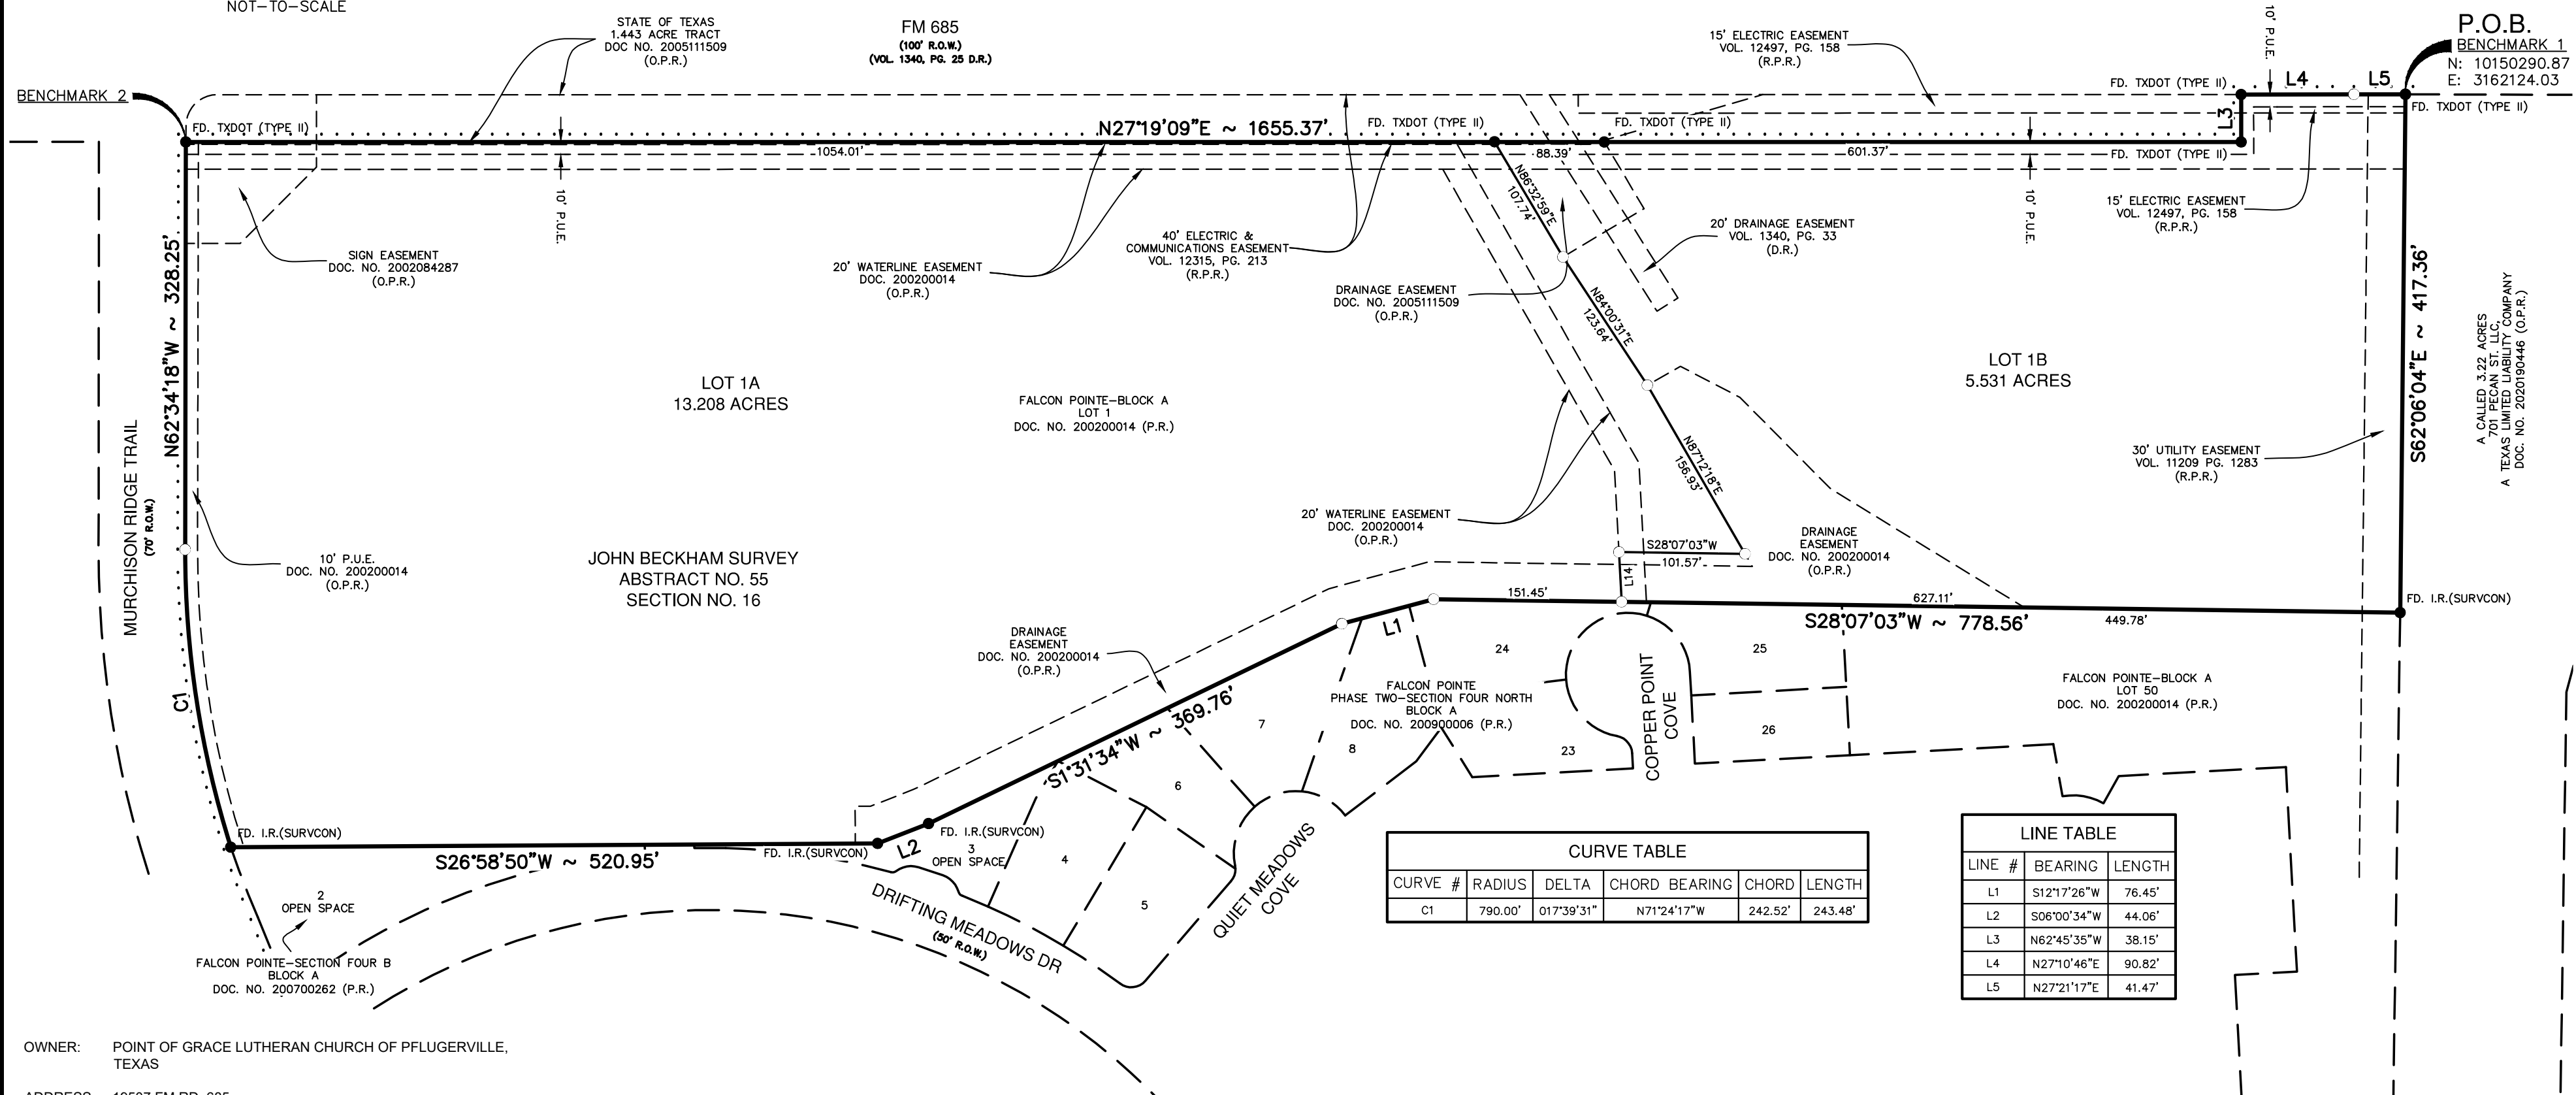 NOT-TO-SCALE
STATE OF TEXAS
1.443 ACRE TRACT
DOC NO. 2005111509
(O.P.R.)
FM 685
(100' R.O.W.)
(VOL. 1340, PG. 25 D.R.)
15' ELECTRIC EASEMENT
VOL. 12497, PG. 158
(R.P.R.)
10' P.U.E.
P.O.B.
BENCHMARK 1
N: 10150290.87
E: 3162124.03
BENCHMARK 2
FD. TXDOT (TYPE II)
L4
L5
FD. TXDOT (TYPE II)
L3
FD. TXDOT (TYPE II)
N27°19'09"E ~ 1655.37'
FD. TXDOT (TYPE II)
FD. TXDOT (TYPE II)
1054.01'
88.39'
601.37'
FD. TXDOT (TYPE II)
10' P.U.E.
10' P.U.E.
N86°32'59"E
107.74'
15' ELECTRIC EASEMENT
VOL. 12497, PG. 158
(R.P.R.)
SIGN EASEMENT
DOC. NO. 2002084287
(O.P.R.)
20' WATERLINE EASEMENT
DOC. 200200014
(O.P.R.)
40' ELECTRIC &
COMMUNICATIONS EASEMENT
VOL. 12315, PG. 213
(R.P.R.)
20' DRAINAGE EASEMENT
VOL. 1340, PG. 33
(D.R.)
DRAINAGE EASEMENT
DOC. NO. 2005111509
(O.P.R.)
N84°00'31"E
123.64'
N62°34'18"W ~ 328.25'
S62°06'04"E ~ 417.36'
A CALLED 3.22 ACRES
701 PECAN ST. LLC,
A TEXAS LIMITED LIABILITY COMPANY
DOC. NO. 2020190446 (O.P.R.)
LOT 1A
13.208 ACRES
FALCON POINTE-BLOCK A
LOT 1
DOC. NO. 200200014 (P.R.)
LOT 1B
5.531 ACRES
MURCHISON RIDGE TRAIL
(70' R.O.W.)
N87°12'18"E
156.93'
30' UTILITY EASEMENT
VOL. 11209 PG. 1283
(R.P.R.)
20' WATERLINE EASEMENT
DOC. 200200014
(O.P.R.)
10' P.U.E.
DOC. NO. 200200014
(O.P.R.)
JOHN BECKHAM SURVEY
ABSTRACT NO. 55
SECTION NO. 16
S28°07'03"W
101.57'
L14
DRAINAGE
EASEMENT
DOC. NO. 200200014
(O.P.R.)
151.45'
627.11'
FD. I.R.(SURVCON)
S28°07'03"W ~ 778.56'
449.78'
L1
DRAINAGE
EASEMENT
DOC. NO. 200200014
(O.P.R.)
24
25
FALCON POINTE
PHASE TWO-SECTION FOUR NORTH
BLOCK A
DOC. NO. 200900006 (P.R.)
COPPER POINT
COVE
FALCON POINTE-BLOCK A
LOT 50
DOC. NO. 200200014 (P.R.)
C1
S1°31'34"W ~ 369.76'
7
8
23
26
6
FD. I.R.(SURVCON)
FD. I.R.(SURVCON)
L2
FD. I.R.(SURVCON)
3
OPEN SPACE
4
5
S26°58'50"W ~ 520.95'
QUIET MEADOWS
COVE
DRIFTING MEADOWS DR
(50' R.O.W.)
2
OPEN SPACE
FALCON POINTE-SECTION FOUR B
BLOCK A
DOC. NO. 200700262 (P.R.)
CURVE TABLE
CURVE # RADIUS DELTA CHORD BEARING CHORD LENGTH
C1 790.00' 017°39'31" N71°24'17"W 242.52' 243.48'
LINE TABLE
LINE # BEARING LENGTH
L1 S12°17'26"W 76.45'
L2 S06°00'34"W 44.06'
L3 N62°45'35"W 38.15'
L4 N27°10'46"E 90.82'
L5 N27°21'17"E 41.47'
OWNER: POINT OF GRACE LUTHERAN CHURCH OF PFLUGERVILLE,
TEXAS